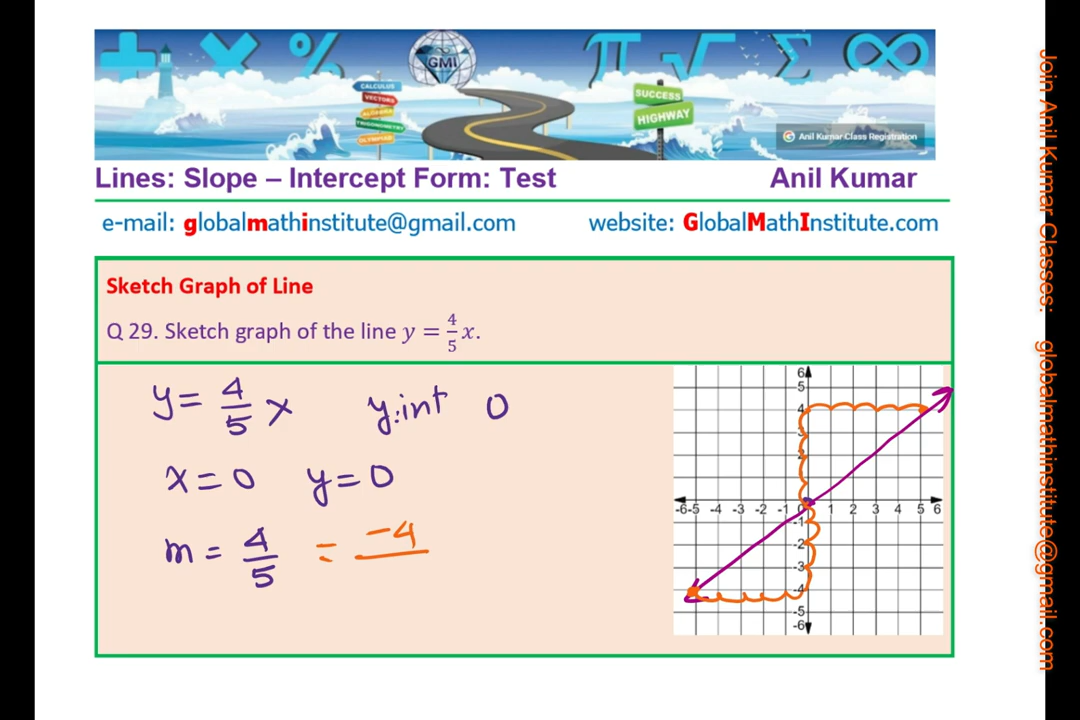 GMI
CALCULUS
VECTORS
TRIGONOMETRY
SUCCESS
HIGHWAY
Anil Kumar Class Registration
Lines: Slope – Intercept Form: Test Anil Kumar
e-mail: globalmathinstitute@gmail.com website: GlobalMathInstitute.com
Sketch Graph of Line
Q 29. Sketch graph of the line y = 4/5 x.
y = 4/5 x y.int 0
x = 0 y = 0
m = 4/5 = -4
6
5
4
3
2
-6 -5 -4 -3 -2 -1 0 1 2 3 4 5 6
-1
-2
-3
-4
-5
-6
Join Anil Kumar Classes: globalmathinstitute@gmail.com